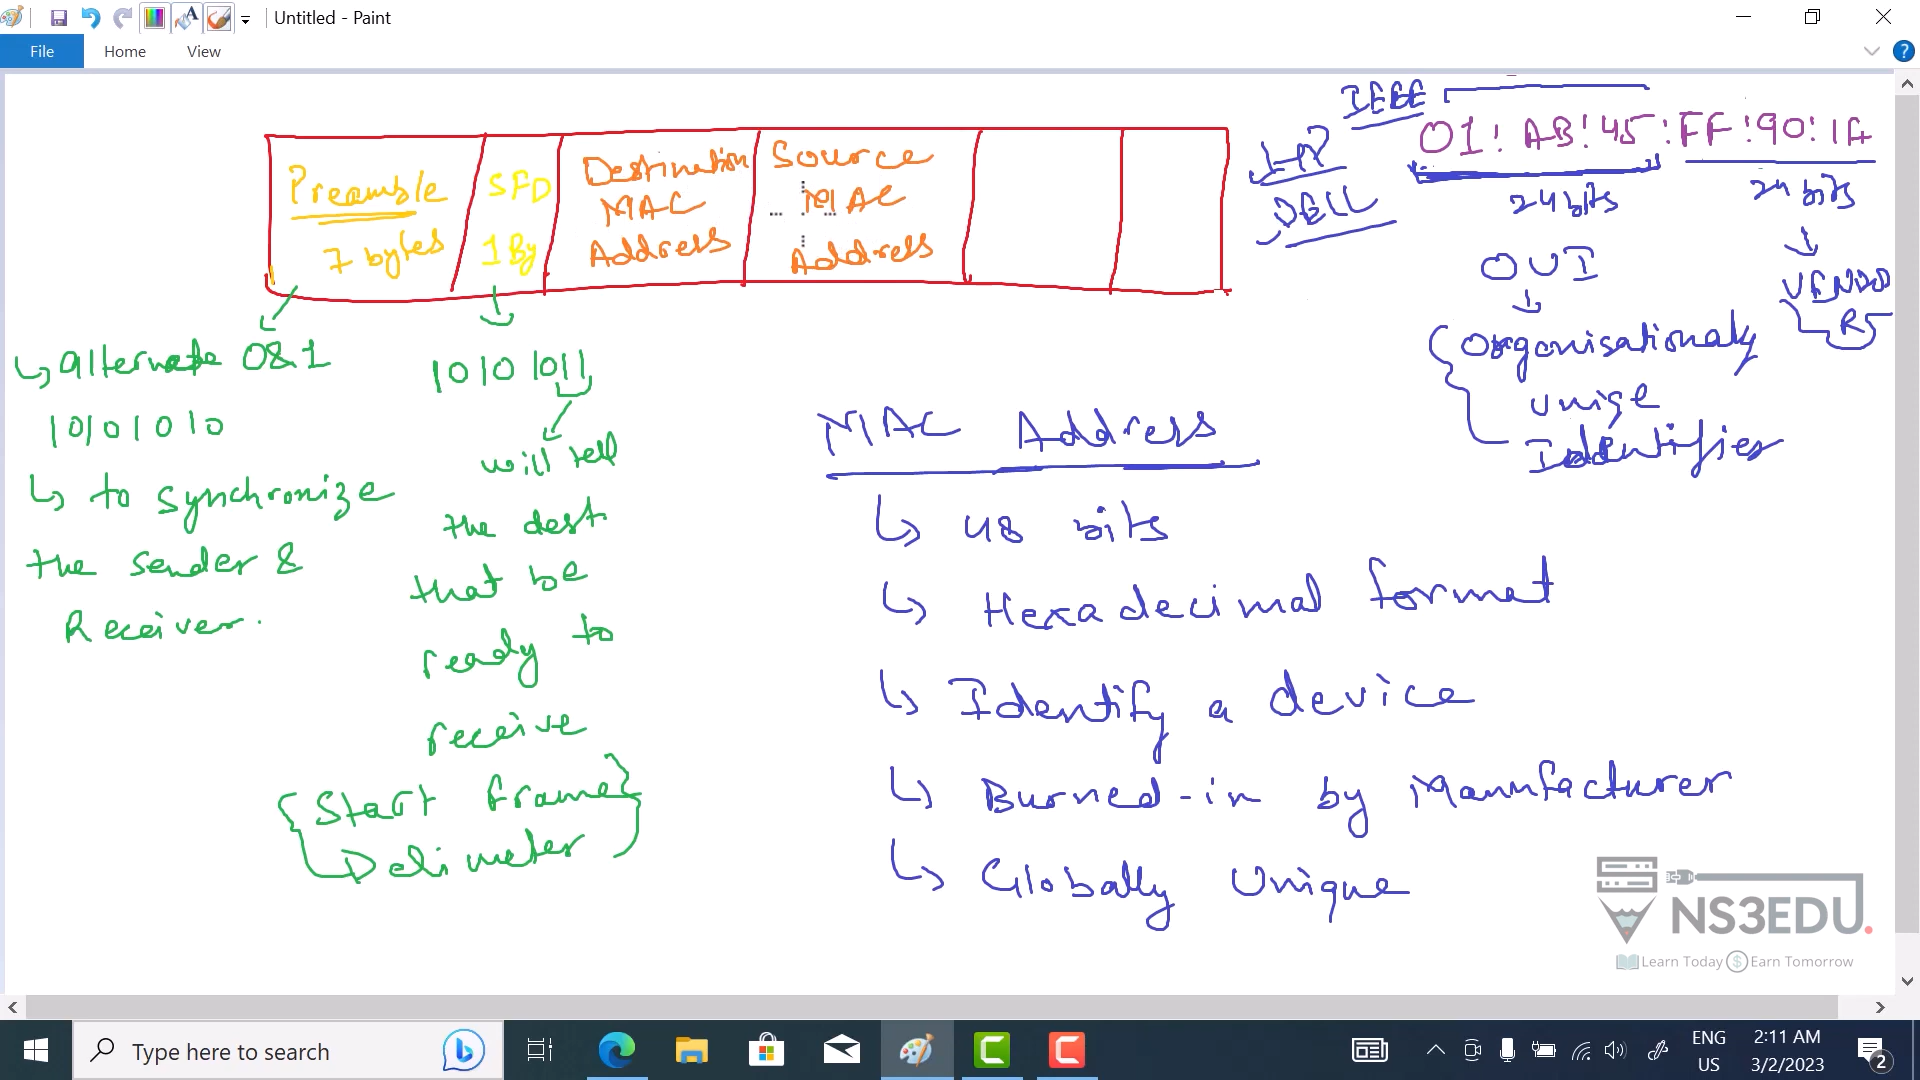 Untitled - Paint
File Home View
IEEE
01:AB:45:FF:90:1A
HP
DELL
24 bits
24 bits
OUI
VENDO
R
{Organisationaly
Uniqe
Identifier
Preamble
7 bytes
SFD
1 By
Destination
MAC
Address
Source
MAC
Address
alternate 0&1
10101010
to synchronize
the sender &
Receiver.
10101011
will tell
the dest.
that be
ready to
receive
{Start frame}
Delimeter
MAC Address
48 bits
Hexadecimal format
Identify a device
Burned-in by Manufacturer
Globally Unique
NS3EDU.
Learn Today $ Earn Tomorrow
Type here to search
ENG
US
2:11 AM
3/2/2023
2